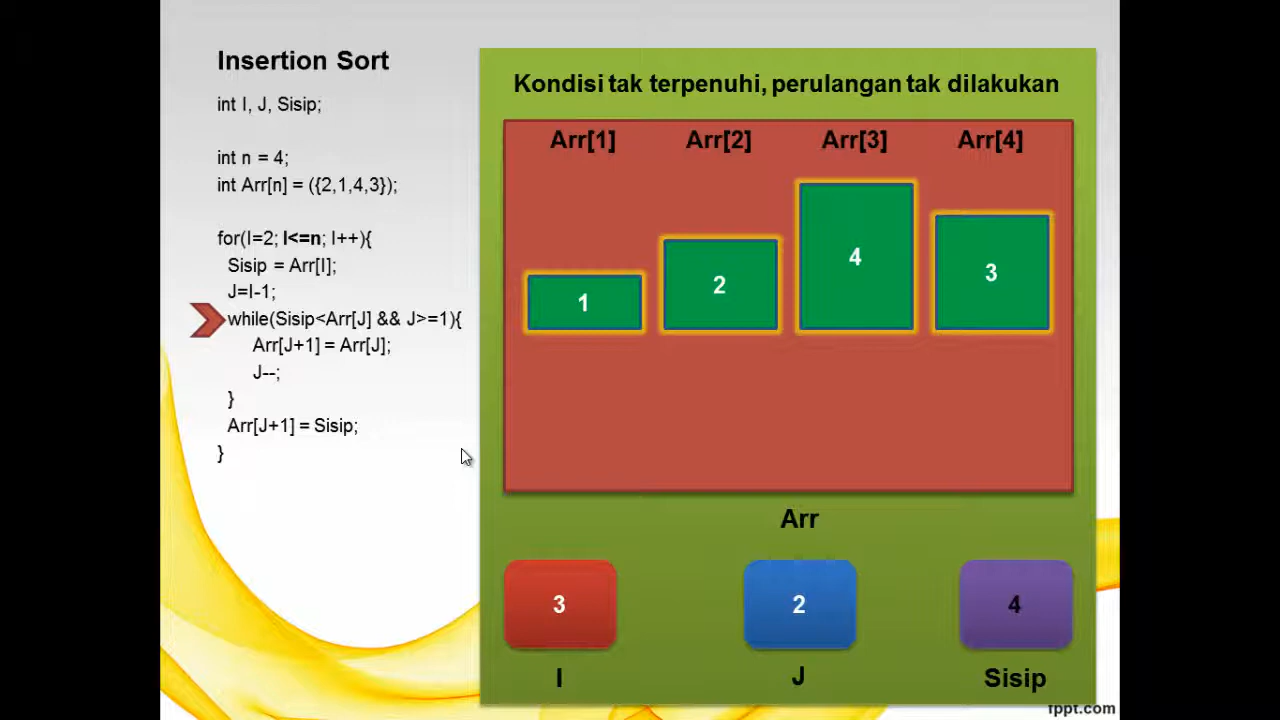 Insertion Sort
int I, J, Sisip;
int n = 4;
int Arr[n] = ({2,1,4,3});
for(I=2; I<=n; I++){
Sisip = Arr[I];
J=I-1;
while(Sisip<Arr[J] && J>=1){
Arr[J+1] = Arr[J];
J--;
}
Arr[J+1] = Sisip;
}
Kondisi tak terpenuhi, perulangan tak dilakukan
Arr[1] Arr[2] Arr[3] Arr[4]
1 2 4 3
Arr
3 2 4
I J Sisip
fppt.com